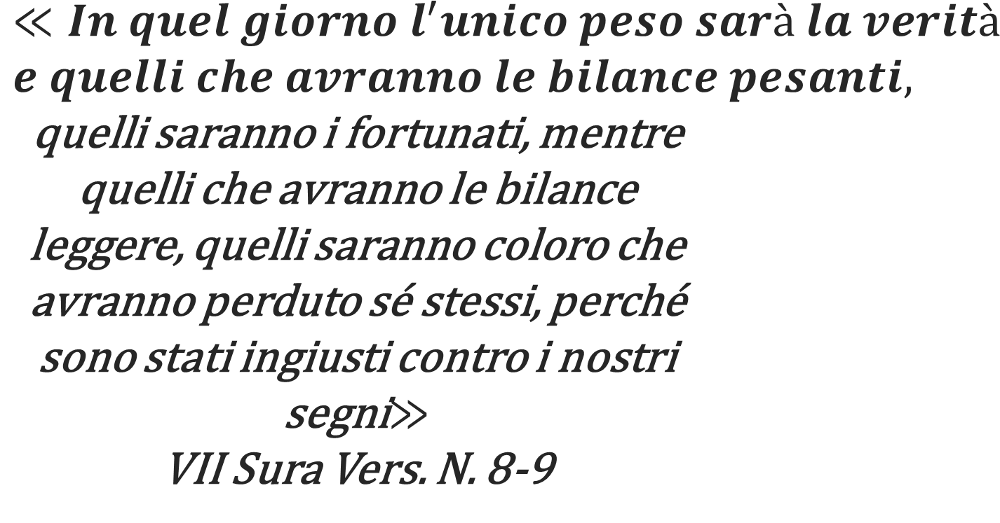 ≪ In quel giorno l'unico peso sarà la verità
e quelli che avranno le bilance pesanti,
quelli saranno i fortunati, mentre
quelli che avranno le bilance
leggere, quelli saranno coloro che
avranno perduto sé stessi, perché
sono stati ingiusti contro i nostri
segni≫
VII Sura Vers. N. 8-9